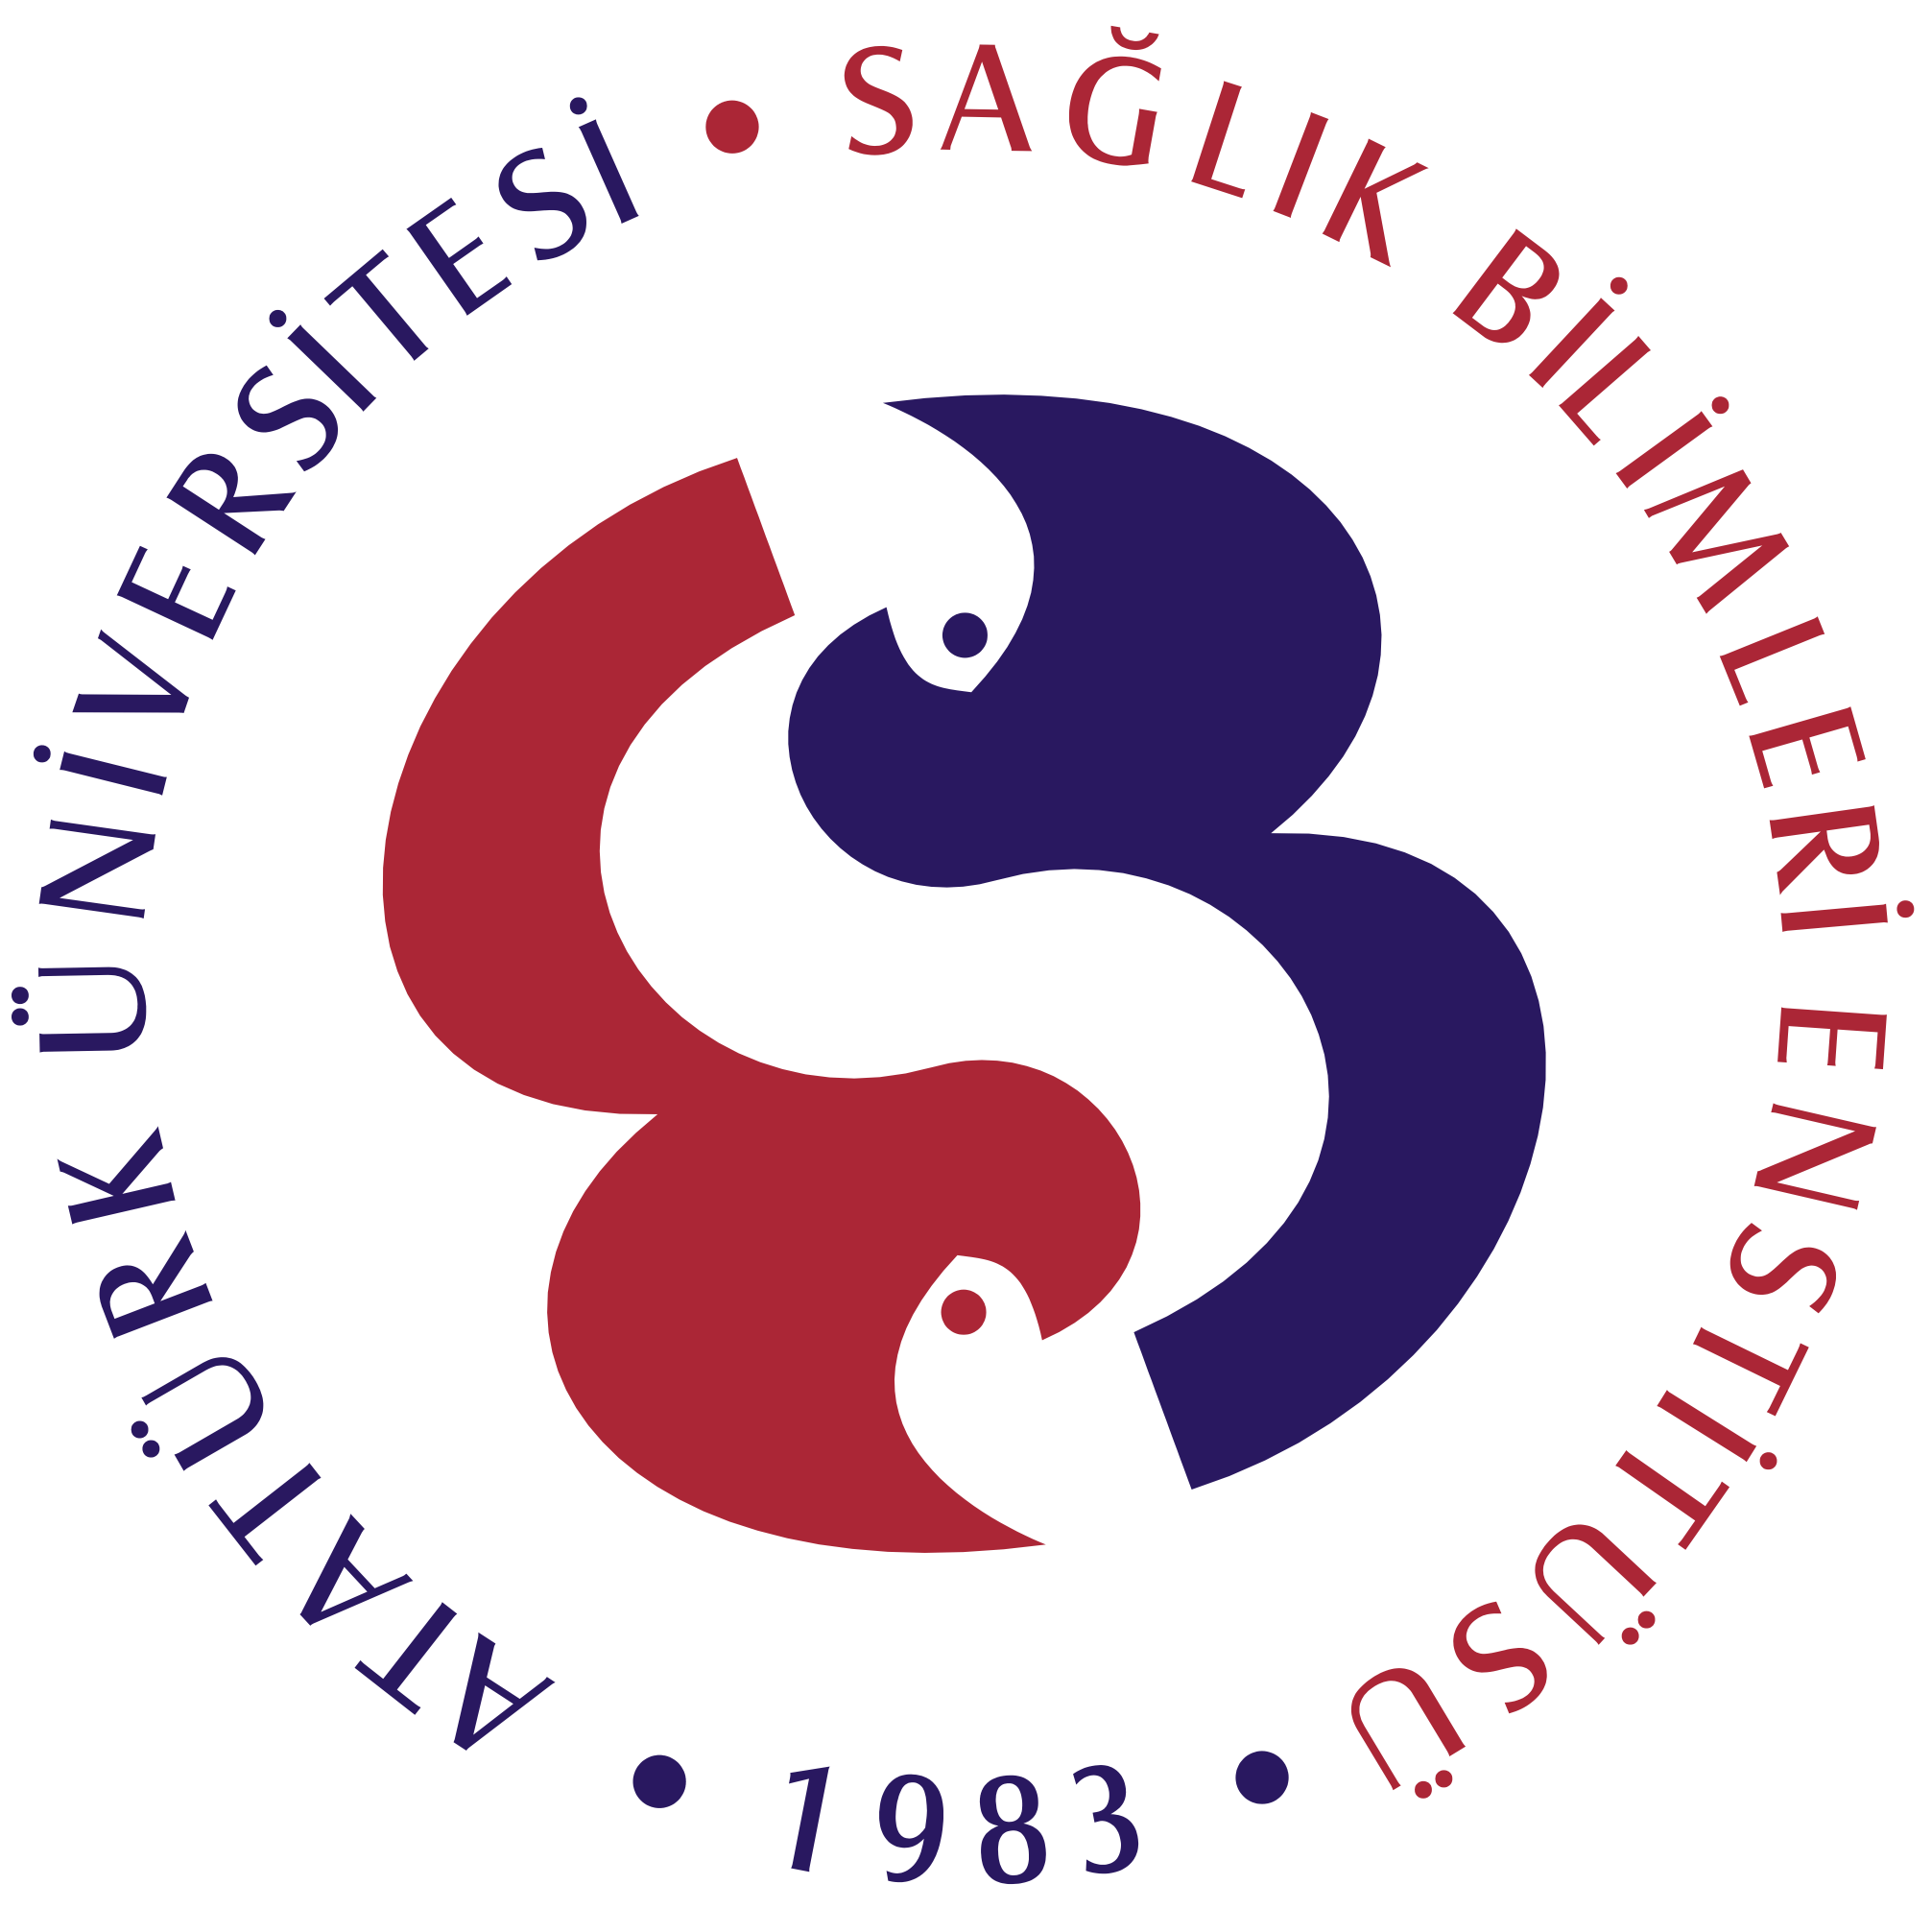 ATATÜRK ÜNİVERSİTESİ
• SAĞLIK BİLİMLERİ ENSTİTÜSÜ
• 1983 •